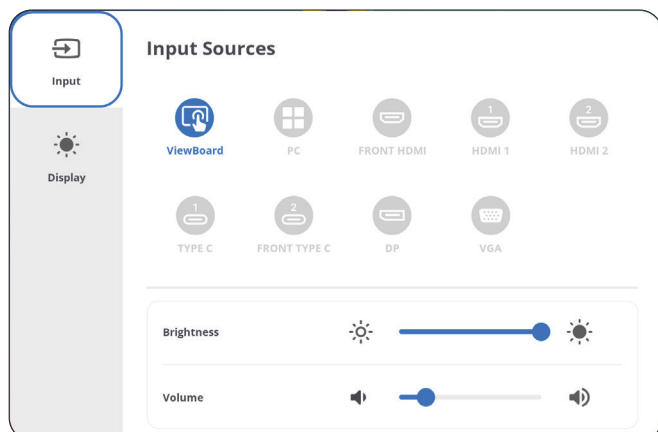 Input
Input Sources
ViewBoard
PC
FRONT HDMI
1
HDMI 1
2
HDMI 2
Display
1
TYPE C
2
FRONT TYPE C
DP
VGA
Brightness
Volume